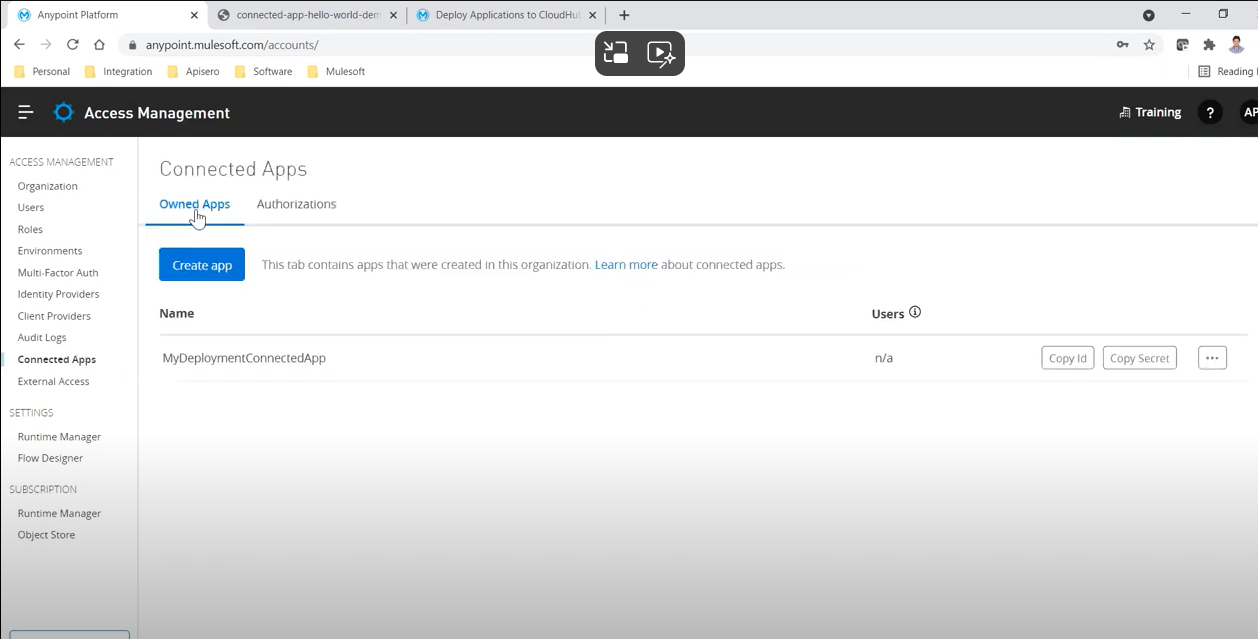 Anypoint Platform
connected-app-hello-world-dem
Deploy Applications to CloudHu
anypoint.mulesoft.com/accounts/
Personal
Integration
Apisero
Software
Mulesoft
Reading
Access Management
Training
?
AP
ACCESS MANAGEMENT
Organization
Users
Roles
Environments
Multi-Factor Auth
Identity Providers
Client Providers
Audit Logs
Connected Apps
External Access
SETTINGS
Runtime Manager
Flow Designer
SUBSCRIPTION
Runtime Manager
Object Store
Connected Apps
Owned Apps
Authorizations
Create app
This tab contains apps that were created in this organization. Learn more about connected apps.
Name
Users
MyDeploymentConnectedApp
n/a
Copy Id
Copy Secret